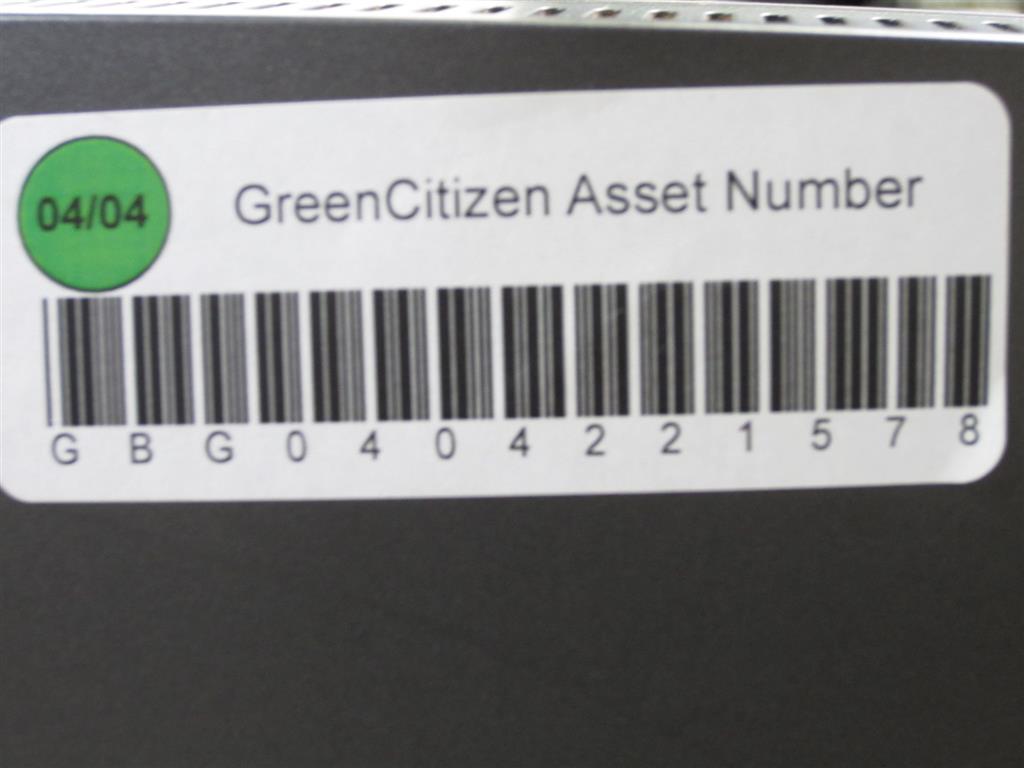 04/04
GreenCitizen Asset Number
G B G 0 4 0 4 2 2 1 5 7 8